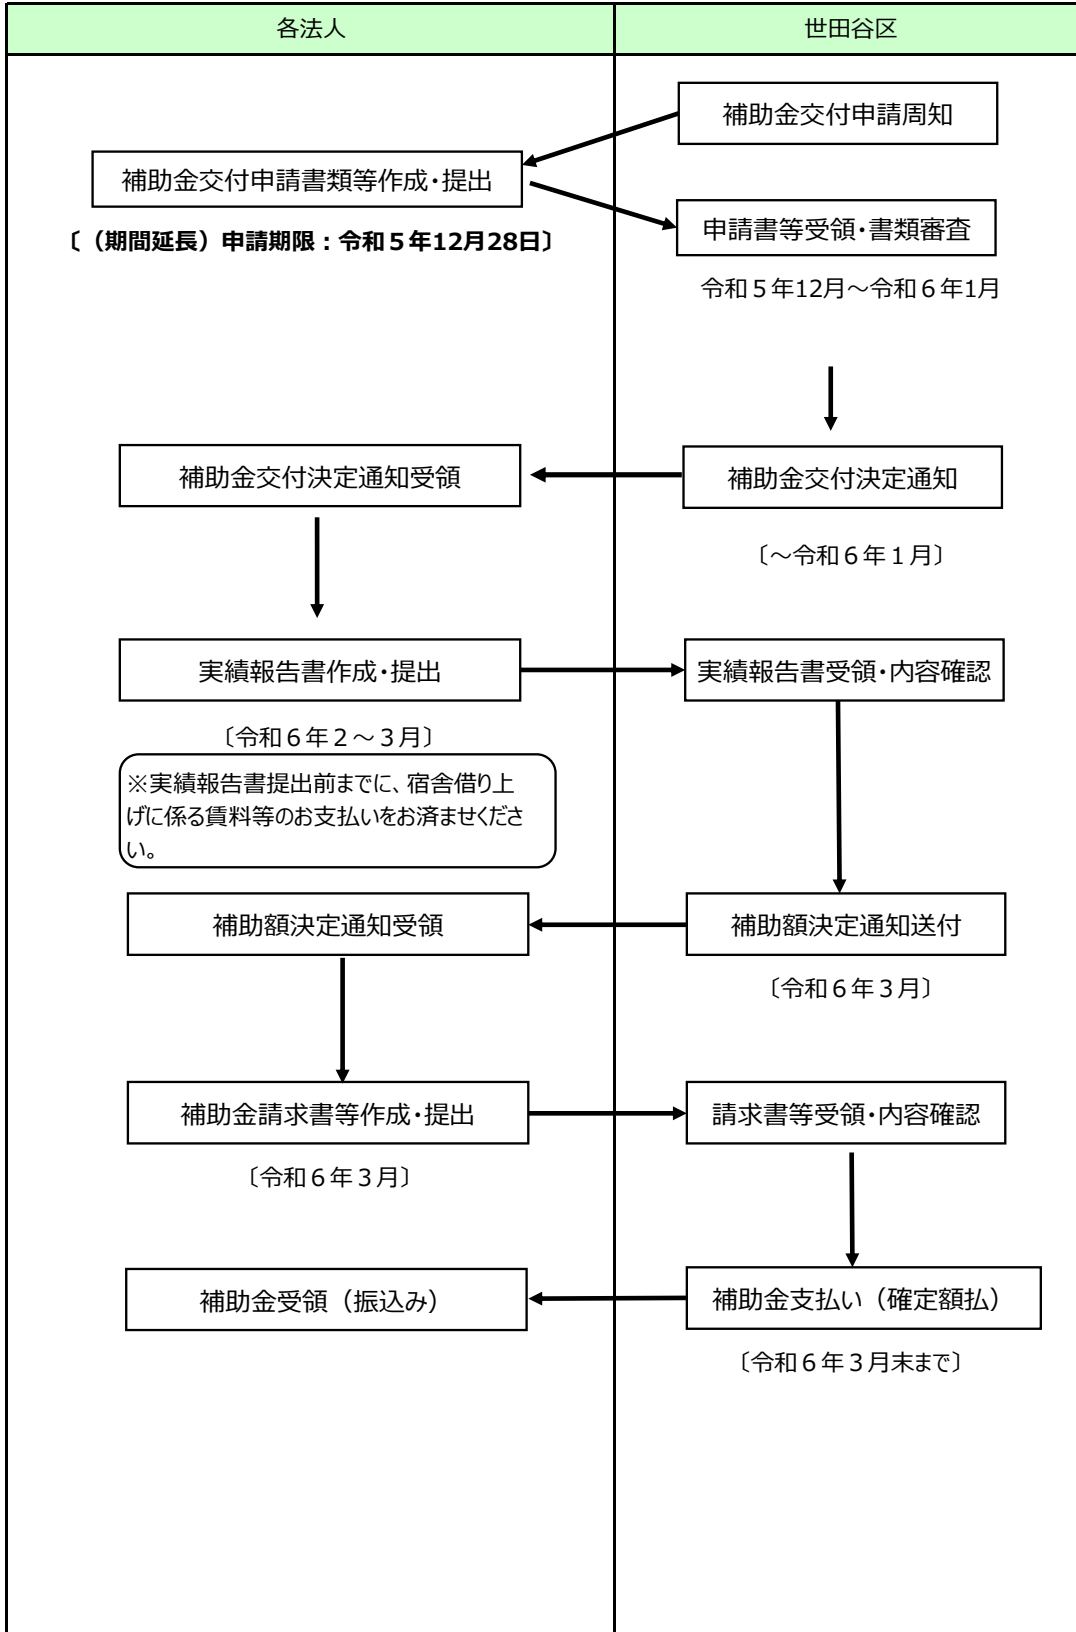 各法人
世田谷区
補助金交付申請周知
補助金交付申請書類等作成・提出
〔（期間延長）申請期限：令和５年12月28日〕
申請書等受領・書類審査
令和５年12月～令和６年1月
補助金交付決定通知受領
補助金交付決定通知
〔～令和６年１月〕
実績報告書作成・提出
実績報告書受領・内容確認
〔令和６年２～３月〕
※実績報告書提出前までに、宿舎借り上
げに係る賃料等のお支払いをお済ませくださ
い。
補助額決定通知受領
補助額決定通知送付
〔令和６年３月〕
補助金請求書等作成・提出
請求書等受領・内容確認
〔令和６年３月〕
補助金受領（振込み）
補助金支払い（確定額払）
〔令和６年３月末まで〕